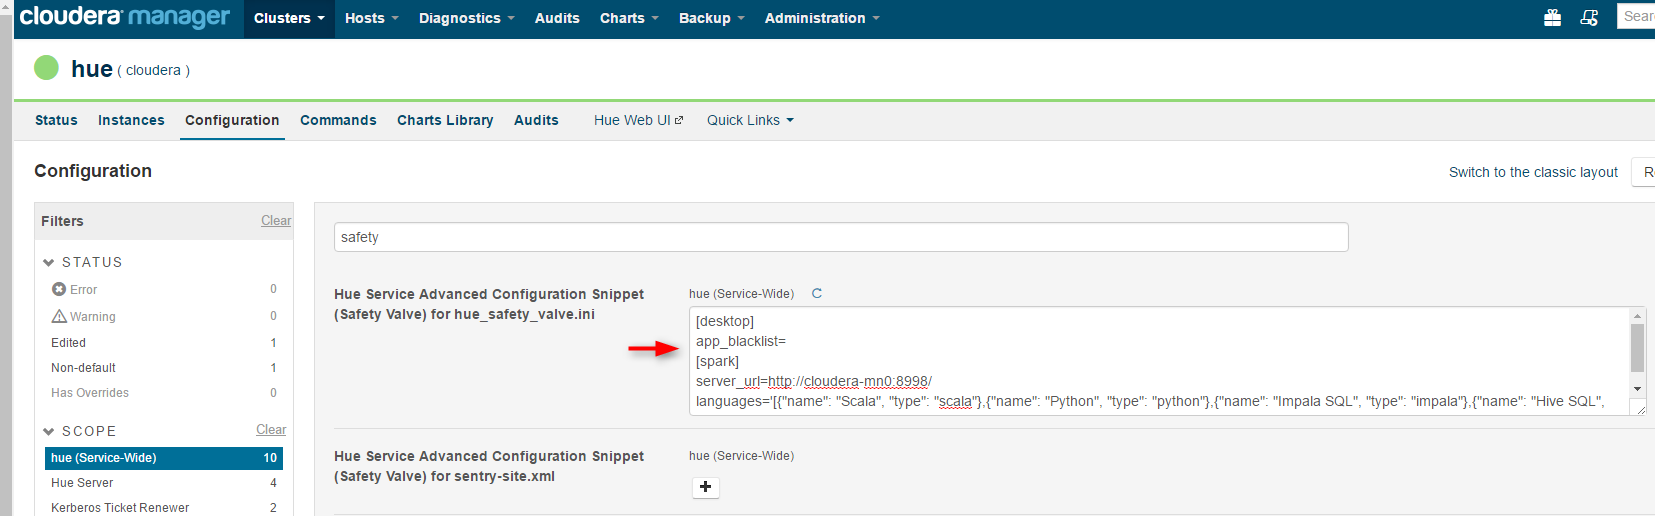 cloudera manager Clusters Hosts Diagnostics Audits Charts Backup Administration Sear
hue ( cloudera )
Status Instances Configuration Commands Charts Library Audits Hue Web UI Quick Links
Configuration
Switch to the classic layout
Filters Clear
safety
STATUS
Error 0
Warning 0
Edited 1
Non-default 1
Has Overrides 0
SCOPE Clear
hue (Service-Wide) 10
Hue Server 4
Kerberos Ticket Renewer 2
Hue Service Advanced Configuration Snippet
(Safety Valve) for hue_safety_valve.ini
hue (Service-Wide)
[desktop]
app_blacklist=
[spark]
server_url=http://cloudera-mn0:8998/
languages='[{"name": "Scala", "type": "scala"},{"name": "Python", "type": "python"},{"name": "Impala SQL", "type": "impala"},{"name": "Hive SQL",
Hue Service Advanced Configuration Snippet
(Safety Valve) for sentry-site.xml
hue (Service-Wide)